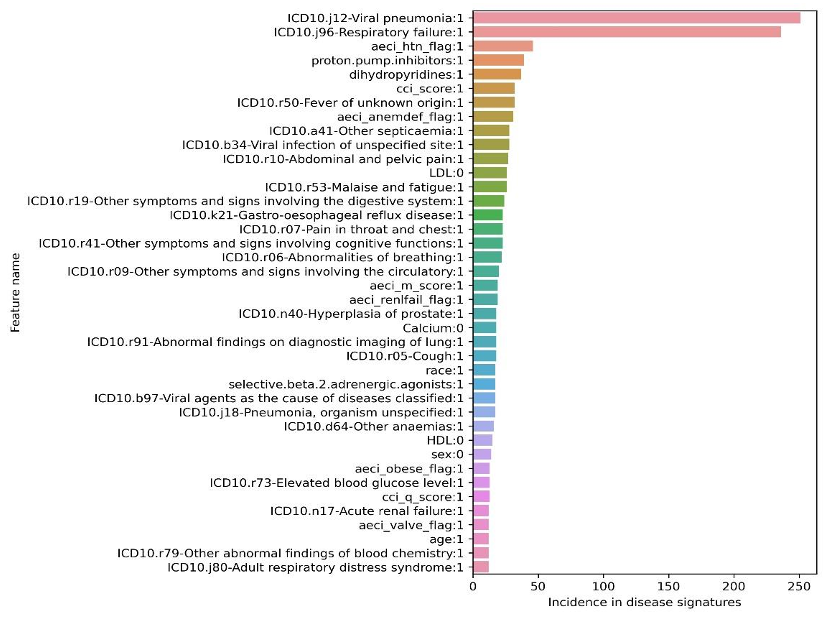 ICD10.j12-Viral pneumonia:1
ICD10.j96-Respiratory failure:1
aeci_htn_flag:1
proton.pump.inhibitors:1
dihydropyridines:1
cci_score:1
ICD10.r50-Fever of unknown origin:1
aeci_anemdef_flag:1
ICD10.a41-Other septicaemia:1
ICD10.b34-Viral infection of unspecified site:1
ICD10.r10-Abdominal and pelvic pain:1
LDL:0
ICD10.r53-Malaise and fatigue:1
ICD10.r19-Other symptoms and signs involving the digestive system:1
ICD10.k21-Gastro-oesophageal reflux disease:1
ICD10.r07-Pain in throat and chest:1
ICD10.r41-Other symptoms and signs involving cognitive functions:1
ICD10.r06-Abnormalities of breathing:1
ICD10.r09-Other symptoms and signs involving the circulatory:1
aeci_m_score:1
aeci_renlfail_flag:1
ICD10.n40-Hyperplasia of prostate:1
Calcium:0
ICD10.r91-Abnormal findings on diagnostic imaging of lung:1
ICD10.r05-Cough:1
race:1
selective.beta.2.adrenergic.agonists:1
ICD10.b97-Viral agents as the cause of diseases classified:1
ICD10.j18-Pneumonia, organism unspecified:1
ICD10.d64-Other anaemias:1
HDL:0
sex:0
aeci_obese_flag:1
ICD10.r73-Elevated blood glucose level:1
cci_q_score:1
ICD10.n17-Acute renal failure:1
aeci_valve_flag:1
age:1
ICD10.r79-Other abnormal findings of blood chemistry:1
ICD10.j80-Adult respiratory distress syndrome:1
Feature name
0 50 100 150 200 250
Incidence in disease signatures